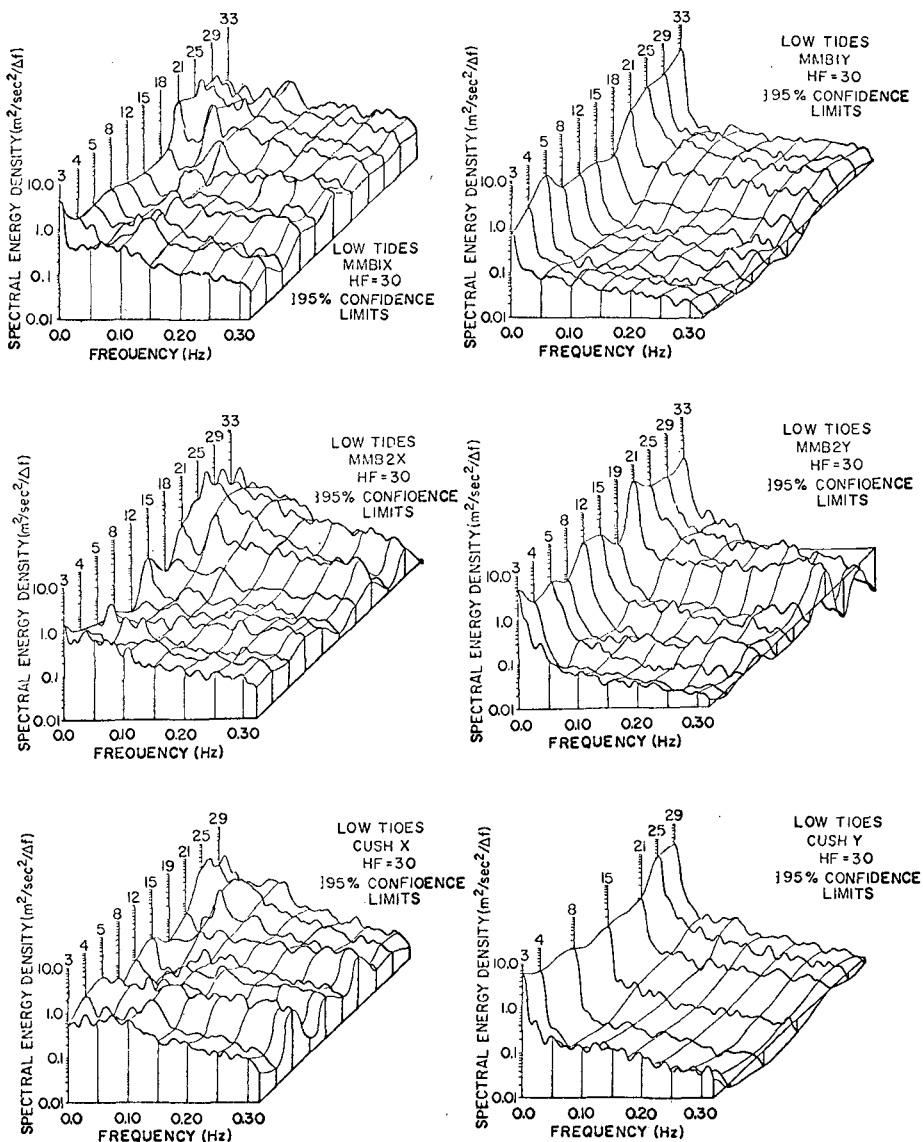 SPECTRAL ENERGY DENSITY(m²/sec²/Δf)
3 4 5 8 12 15 18 21 25 29 33
10.0
1.0
0.1
0.01
LOW TIDES
MMB1X
HF=30
}95% CONFIDENCE
LIMITS
0.0 0.10 0.20 0.30
FREQUENCY (Hz)
SPECTRAL ENERGY DENSITY(m²/sec²/Δf)
3 4 5 8 12 15 18 21 25 29 33
10.0
1.0
0.1
0.01
LOW TIDES
MMB1Y
HF=30
}95% CONFIDENCE
LIMITS
0.0 0.10 0.20 0.30
FREQUENCY (Hz)
SPECTRAL ENERGY DENSITY(m²/sec²/Δf)
3 4 5 8 12 15 18 21 25 29 33
10.0
1.0
0.1
0.01
LOW TIDES
MMB2X
HF=30
}95% CONFIDENCE
LIMITS
0.0 0.10 0.20 0.30
FREQUENCY (Hz)
SPECTRAL ENERGY DENSITY(m²/sec²/Δf)
3 4 5 8 12 15 19 21 25 29 33
10.0
1.0
0.1
0.01
LOW TIOES
MMB2Y
HF=30
}95% CONFIOENCE
LIMITS
0.0 0.10 0.20 0.30
FREQUENCY (Hz)
SPECTRAL ENERGY DENSITY(m²/sec²/Δf)
3 4 5 8 12 15 19 21 25 29
10.0
1.0
0.1
0.01
LOW TIOES
CUSH X
HF=30
}95% CONFIOENCE
LIMITS
0.0 0.10 0.20 0.30
FREQUENCY (Hz)
SPECTRAL ENERGY DENSITY(m²/sec²/Δf)
3 4 8 15 21 25 29
10.0
1.0
0.1
0.01
LOW TIOES
CUSH Y
HF=30
}95% CONFIDENCE
LIMITS
0.0 0.10 0.20 0.30
FREQUENCY (Hz)